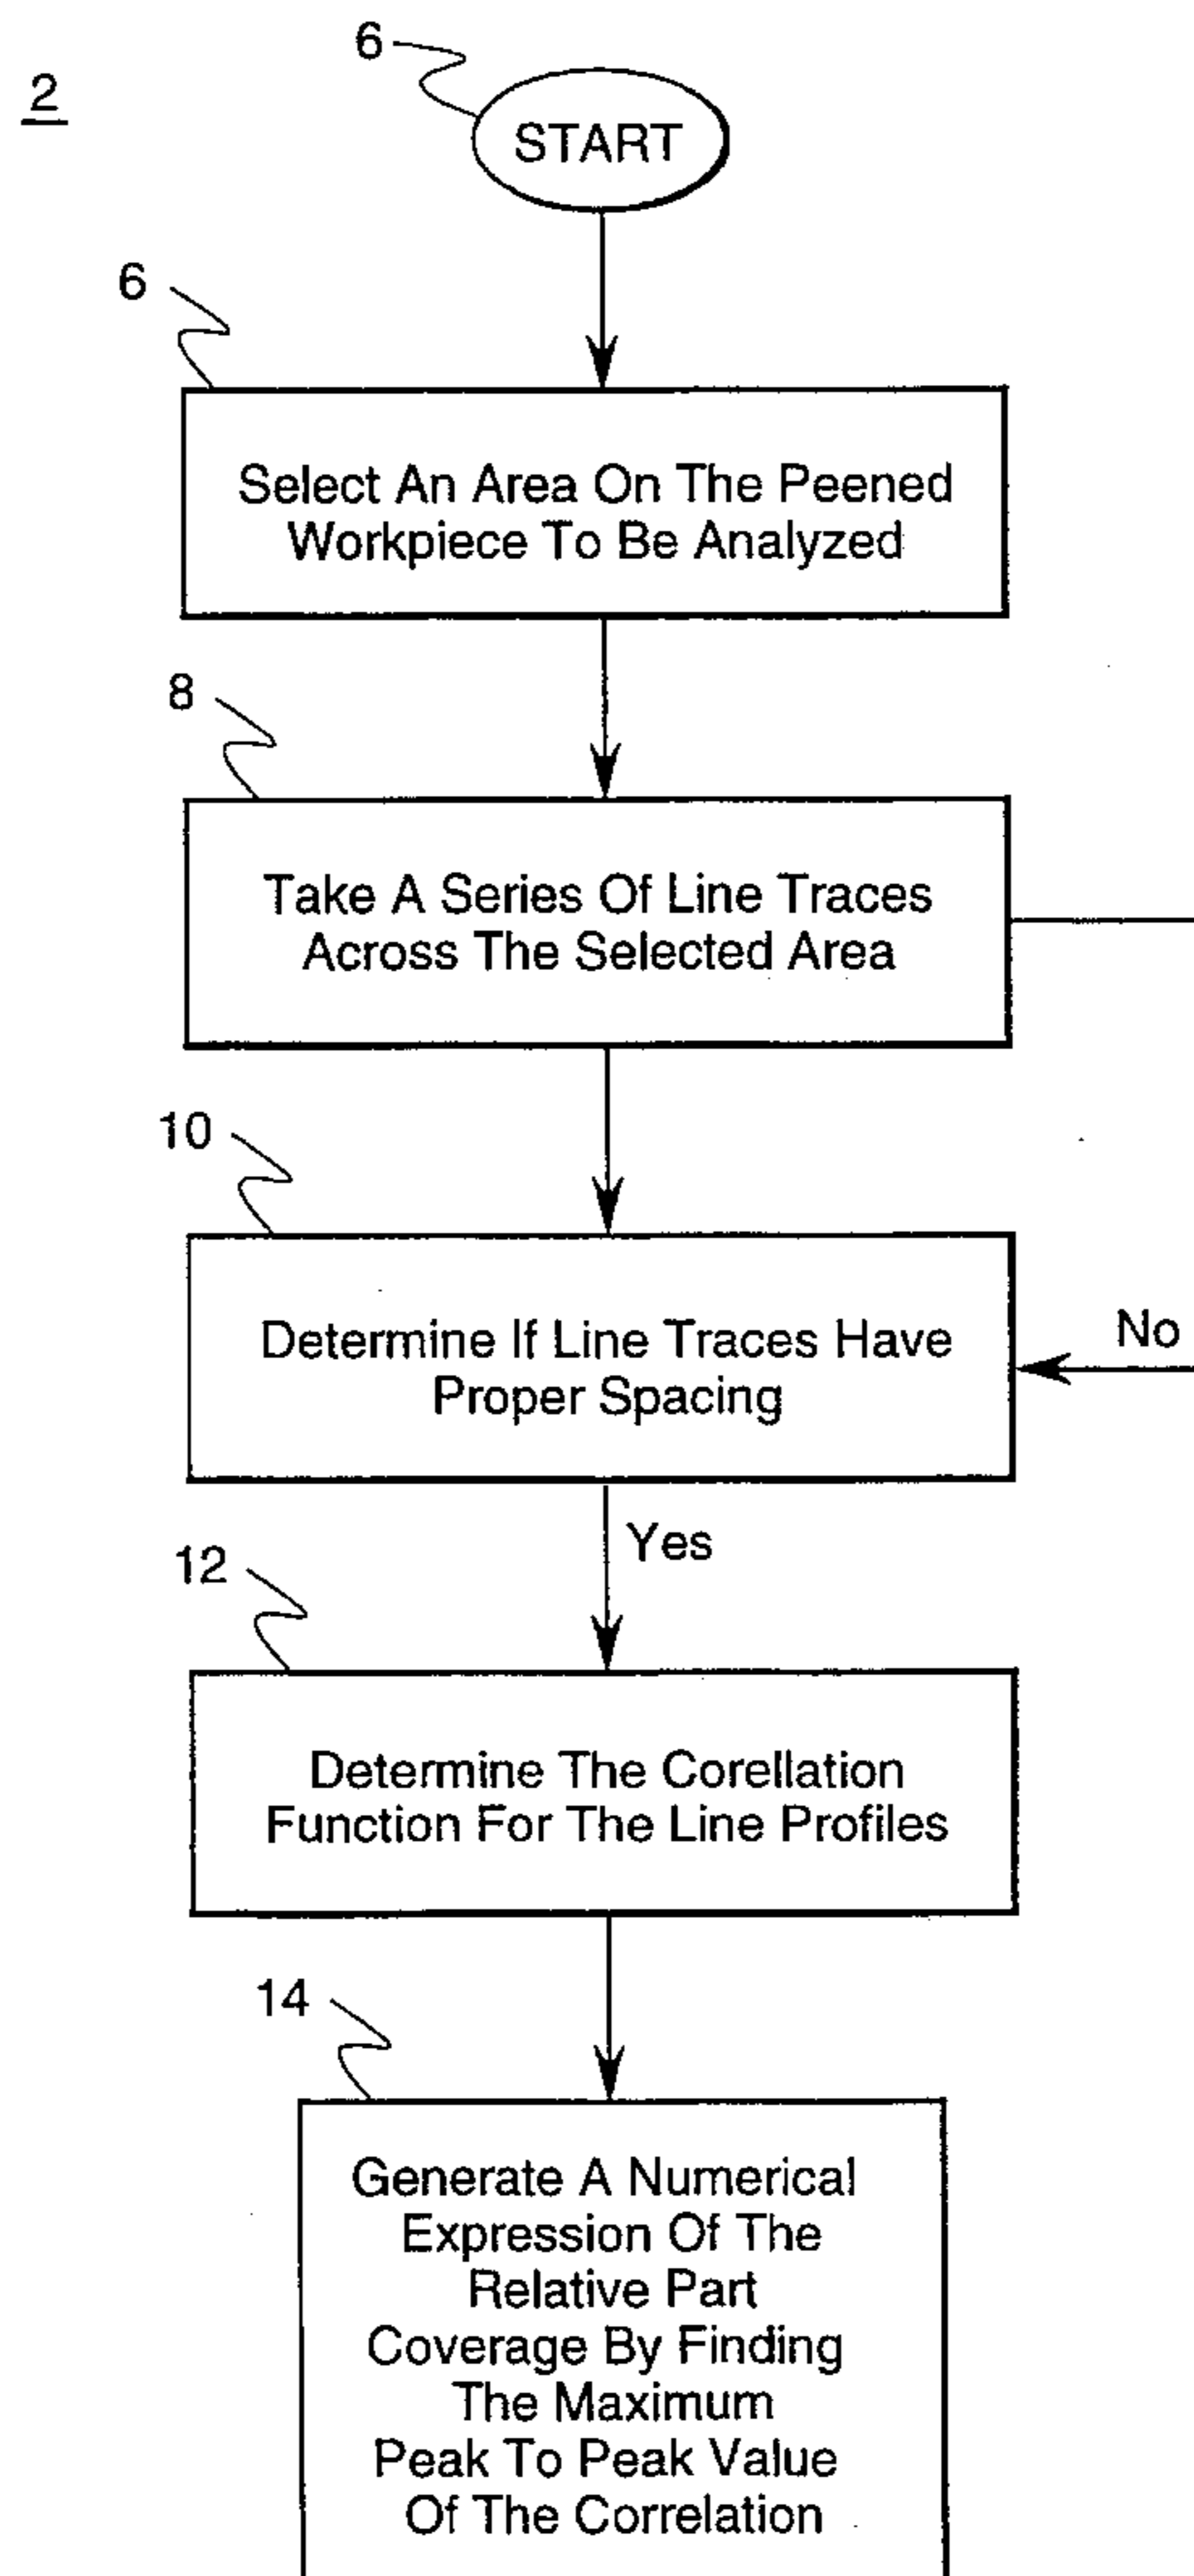 2
6
START
6
Select An Area On The Peened
Workpiece To Be Analyzed
8
Take A Series Of Line Traces
Across The Selected Area
10
Determine If Line Traces Have
Proper Spacing
No
Yes
12
Determine The Corellation
Function For The Line Profiles
14
Generate A Numerical
Expression Of The
Relative Part
Coverage By Finding
The Maximum
Peak To Peak Value
Of The Correlation